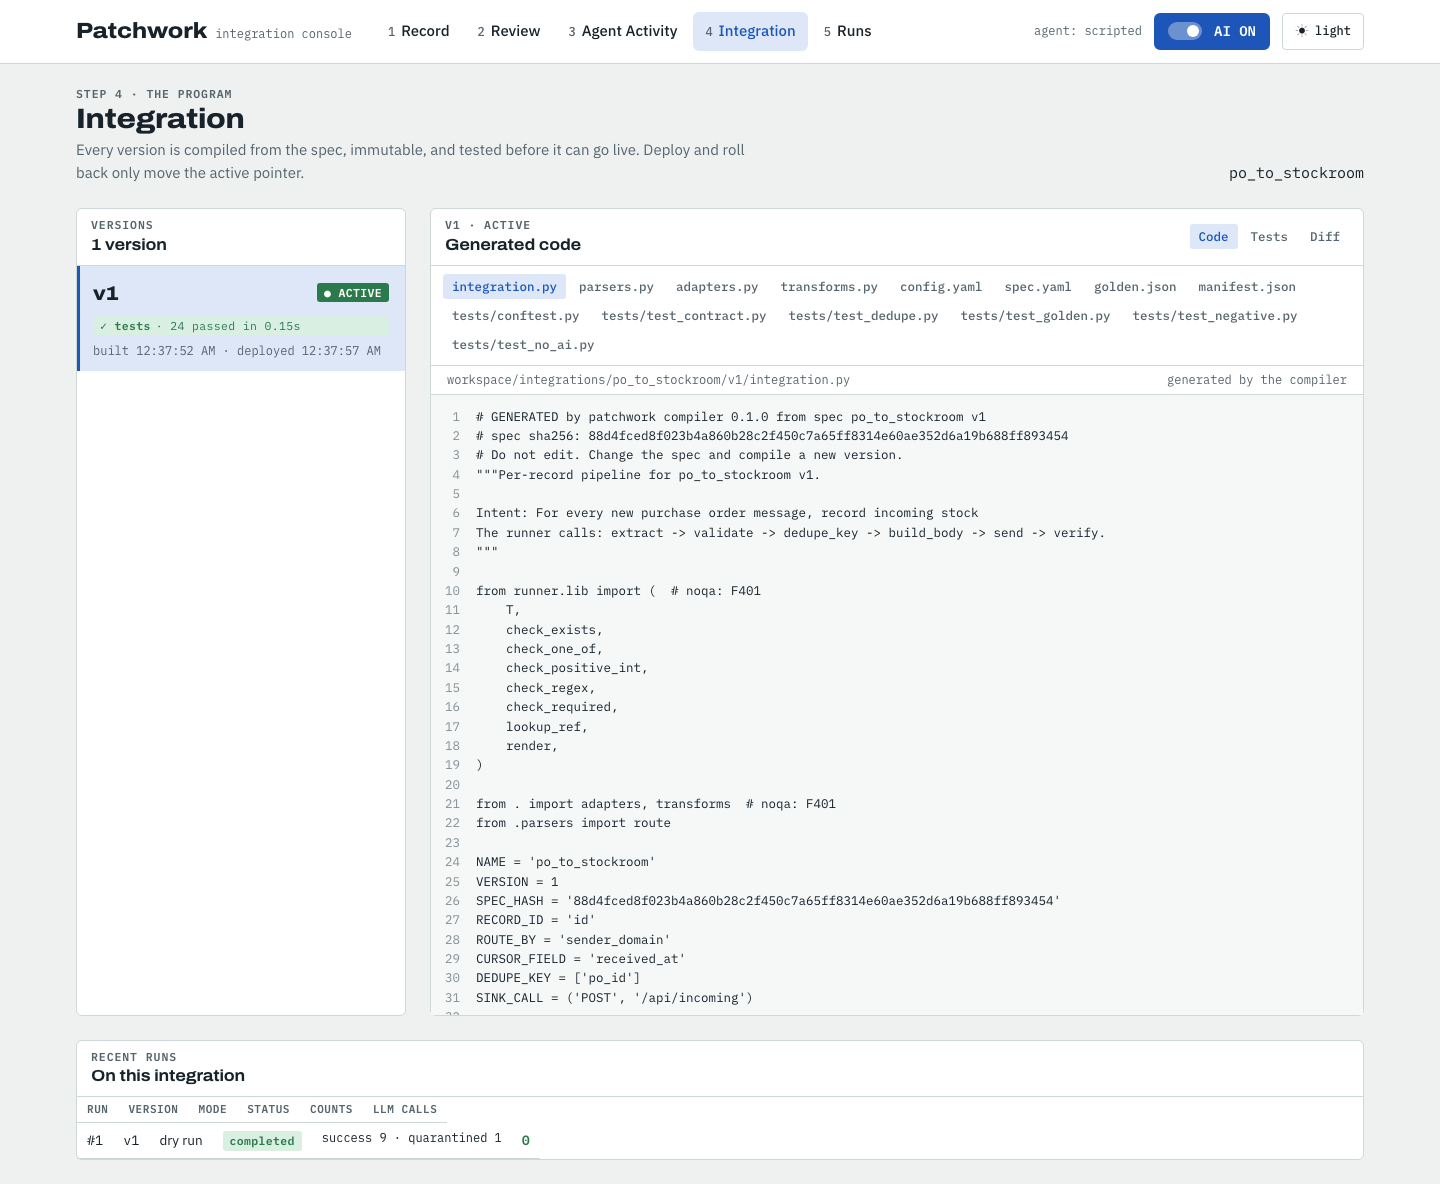 Patchwork integration console 1 Record 2 Review 3 Agent Activity 4 Integration 5 Runs agent: scripted AI ON ☀ light
STEP 4 · THE PROGRAM
Integration
Every version is compiled from the spec, immutable, and tested before it can go live. Deploy and roll
back only move the active pointer.
po_to_stockroom
VERSIONS
1 version
v1 ● ACTIVE
✓ tests · 24 passed in 0.15s
built 12:37:52 AM · deployed 12:37:57 AM
V1 · ACTIVE
Generated code
Code Tests Diff
integration.py parsers.py adapters.py transforms.py config.yaml spec.yaml golden.json manifest.json
tests/conftest.py tests/test_contract.py tests/test_dedupe.py tests/test_golden.py tests/test_negative.py
tests/test_no_ai.py
workspace/integrations/po_to_stockroom/v1/integration.py generated by the compiler
1 # GENERATED by patchwork compiler 0.1.0 from spec po_to_stockroom v1
2 # spec sha256: 88d4fced8f023b4a860b28c2f450c7a65ff8314e60ae352d6a19b688ff893454
3 # Do not edit. Change the spec and compile a new version.
4 """Per-record pipeline for po_to_stockroom v1.
5
6 Intent: For every new purchase order message, record incoming stock
7 The runner calls: extract -> validate -> dedupe_key -> build_body -> send -> verify.
8 """
9
10 from runner.lib import (  # noqa: F401
11     T,
12     check_exists,
13     check_one_of,
14     check_positive_int,
15     check_regex,
16     check_required,
17     lookup_ref,
18     render,
19 )
20
21 from . import adapters, transforms  # noqa: F401
22 from .parsers import route
23
24 NAME = 'po_to_stockroom'
25 VERSION = 1
26 SPEC_HASH = '88d4fced8f023b4a860b28c2f450c7a65ff8314e60ae352d6a19b688ff893454'
27 RECORD_ID = 'id'
28 ROUTE_BY = 'sender_domain'
29 CURSOR_FIELD = 'received_at'
30 DEDUPE_KEY = ['po_id']
31 SINK_CALL = ('POST', '/api/incoming')
RECENT RUNS
On this integration
RUN VERSION MODE STATUS COUNTS LLM CALLS
#1 v1 dry run completed success 9 · quarantined 1 0